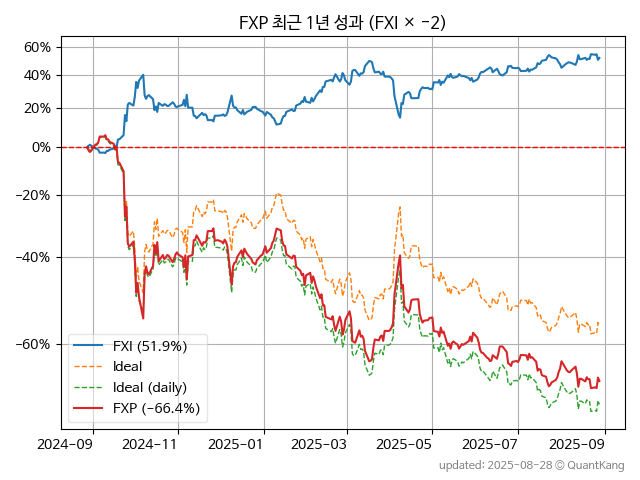 FXP 최근 1년 성과 (FXI × −2)
60%
40%
20%
0%
−20%
−40%
−60%
FXI (51.9%)
Ideal
Ideal (daily)
FXP (−66.4%)
2024-09
2024-11
2025-01
2025-03
2025-05
2025-07
2025-09
updated: 2025-08-28 © QuantKang